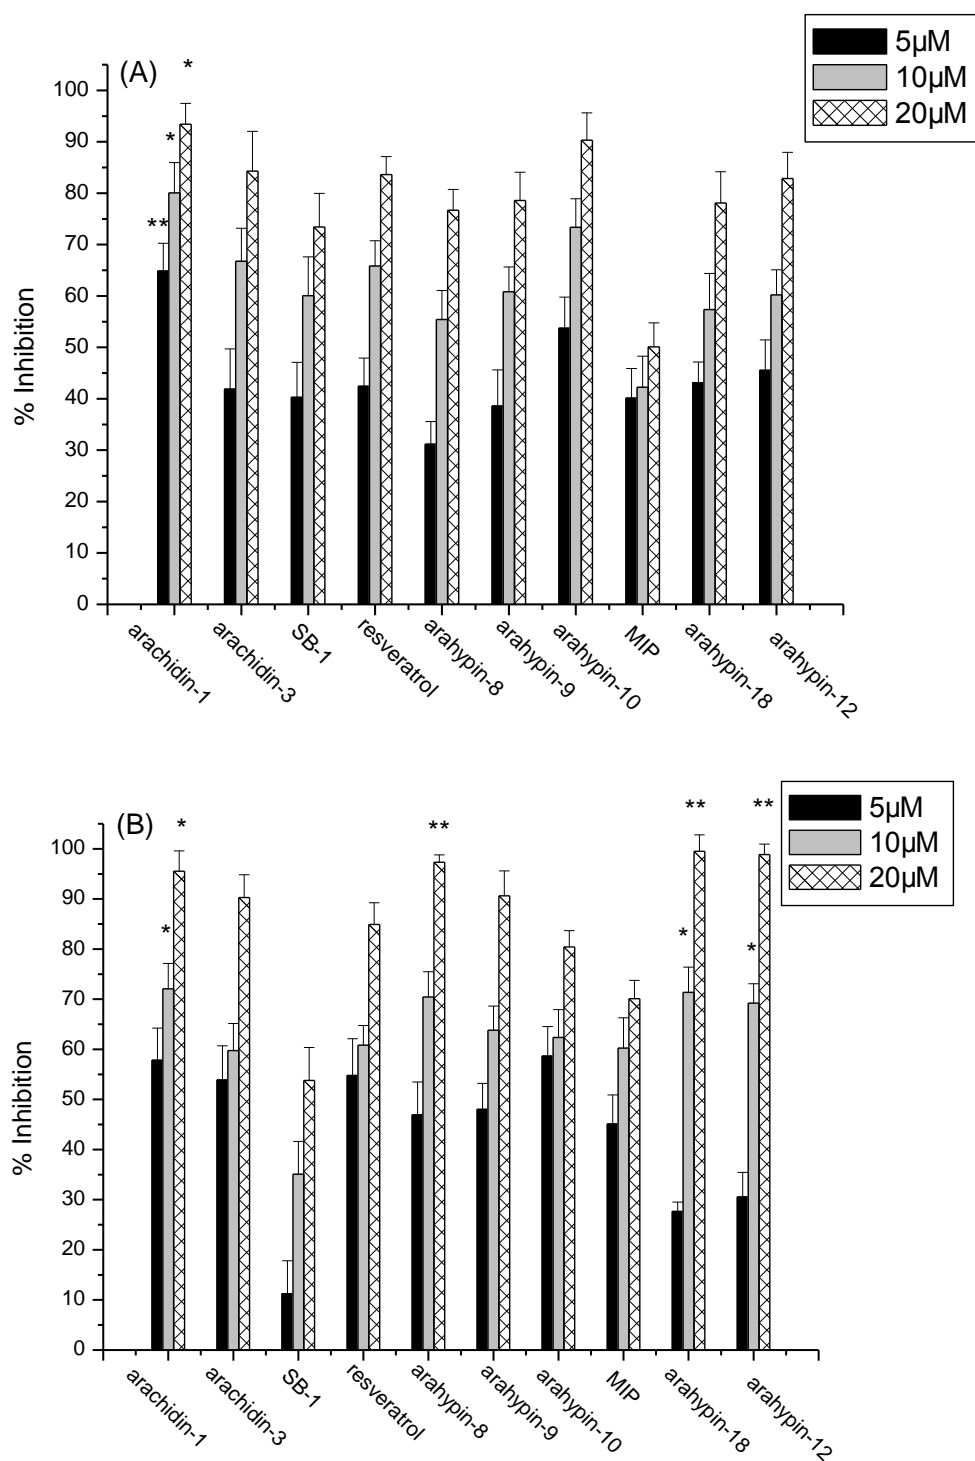 5µM
10µM
20µM
(A)
*
*
**
100
90
80
70
60
50
40
30
20
10
0
% Inhibition
arachidin-1
arachidin-3
SB-1
resveratrol
arahypin-8
arahypin-9
arahypin-10
MIP
arahypin-18
arahypin-12
5µM
10µM
20µM
(B)
*
**
**
**
*
*
*
100
90
80
70
60
50
40
30
20
10
0
% Inhibition
arachidin-1
arachidin-3
SB-1
resveratrol
arahypin-8
arahypin-9
arahypin-10
MIP
arahypin-18
arahypin-12